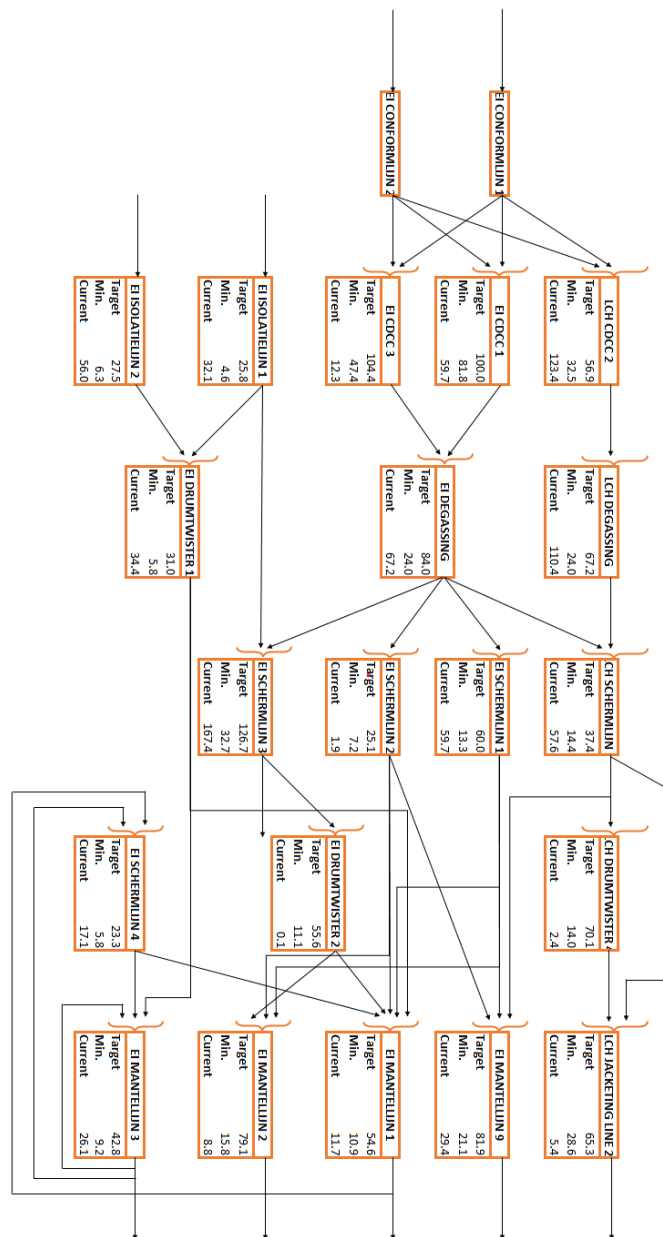 LCH CDCC 2
Target 56.9
Min. 32.5
Current 123.4
LCH DEGASSING
Target 67.2
Min. 24.0
Current 110.4
CH SCHERMLIJN
Target 37.4
Min. 14.4
Current 57.6
CH DRUMTWISTER 4
Target 70.1
Min. 14.0
Current 2.4
LCH JACKETING LINE 2
Target 65.3
Min. 28.6
Current 5.4
EI CONFORMLIJN 1
EI CDCC 1
Target 100.0
Min. 81.8
Current 59.7
EI SCHERMLIJN 1
Target 60.0
Min. 13.3
Current 59.7
EI MANTELLIJN 9
Target 81.9
Min. 21.1
Current 29.4
EI CONFORMLIJN 2
EI CDCC 3
Target 104.4
Min. 47.4
Current 12.3
EI DEGASSING
Target 84.0
Min. 24.0
Current 67.2
EI SCHERMLIJN 2
Target 25.1
Min. 7.2
Current 1.9
EI DRUMTWISTER 2
Target 55.6
Min. 11.1
Current 0.1
EI MANTELLIJN 1
Target 54.6
Min. 10.9
Current 11.7
EI ISOLATIELIJN 1
Target 25.8
Min. 4.6
Current 32.1
EI SCHERMLIJN 3
Target 126.7
Min. 32.7
Current 167.4
EI MANTELLIJN 2
Target 79.1
Min. 15.8
Current 8.8
EI ISOLATIELIJN 2
Target 27.5
Min. 6.3
Current 56.0
EI DRUMTWISTER 1
Target 31.0
Min. 5.8
Current 34.4
EI SCHERMLIJN 4
Target 23.3
Min. 5.8
Current 17.1
EI MANTELLIJN 3
Target 42.8
Min. 9.2
Current 26.1